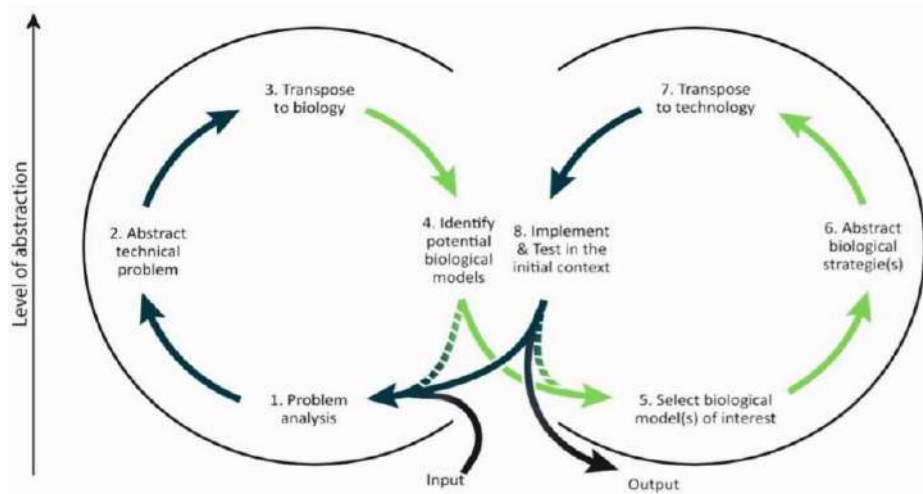 Level of abstraction
3. Transpose
to biology
7. Transpose
to technology
2. Abstract
technical
problem
4. Identify
potential
biological
models
8. Implement
& Test in the
initial context
6. Abstract
biological
strategie(s)
1. Problem
analysis
5. Select biological
model(s) of interest
Input
Output